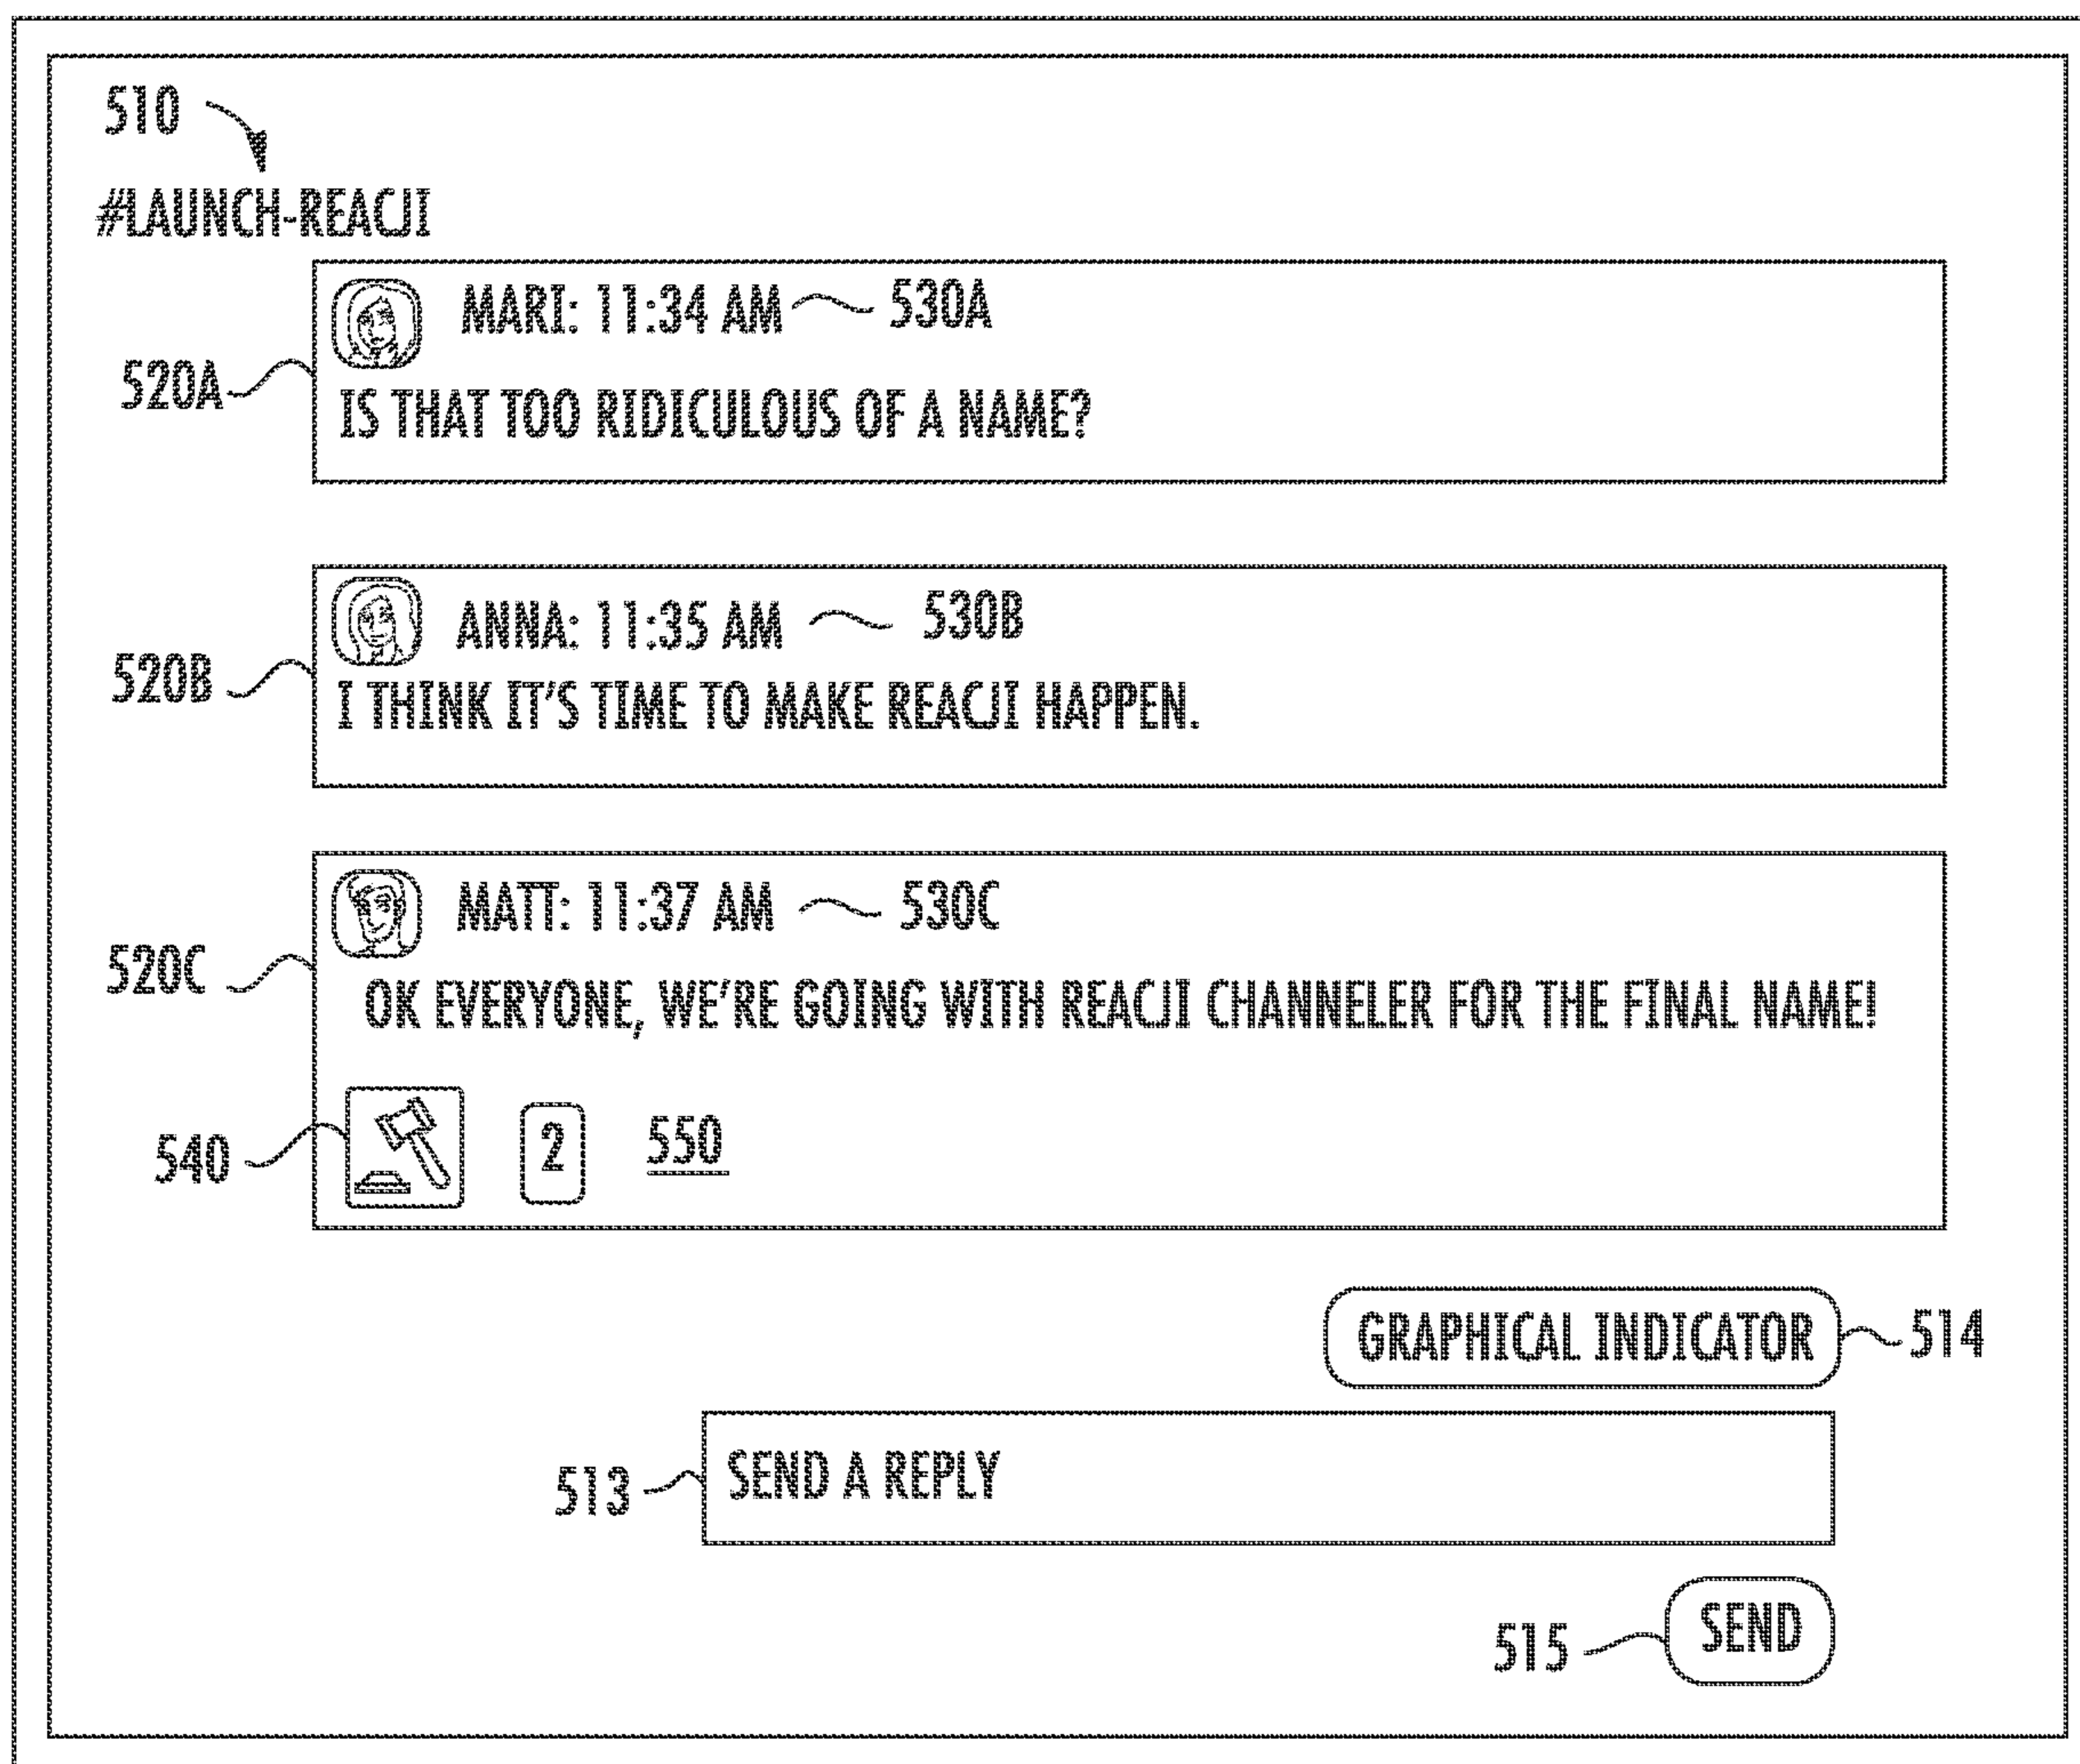 510
#LAUNCH-REACJI
MARI: 11:34 AM 530A
520A
IS THAT TOO RIDICULOUS OF A NAME?
ANNA: 11:35 AM 530B
520B
I THINK IT'S TIME TO MAKE REACJI HAPPEN.
MATT: 11:37 AM 530C
520C
OK EVERYONE, WE'RE GOING WITH REACJI CHANNELER FOR THE FINAL NAME!
540 2 550
GRAPHICAL INDICATOR 514
513 SEND A REPLY
515 SEND